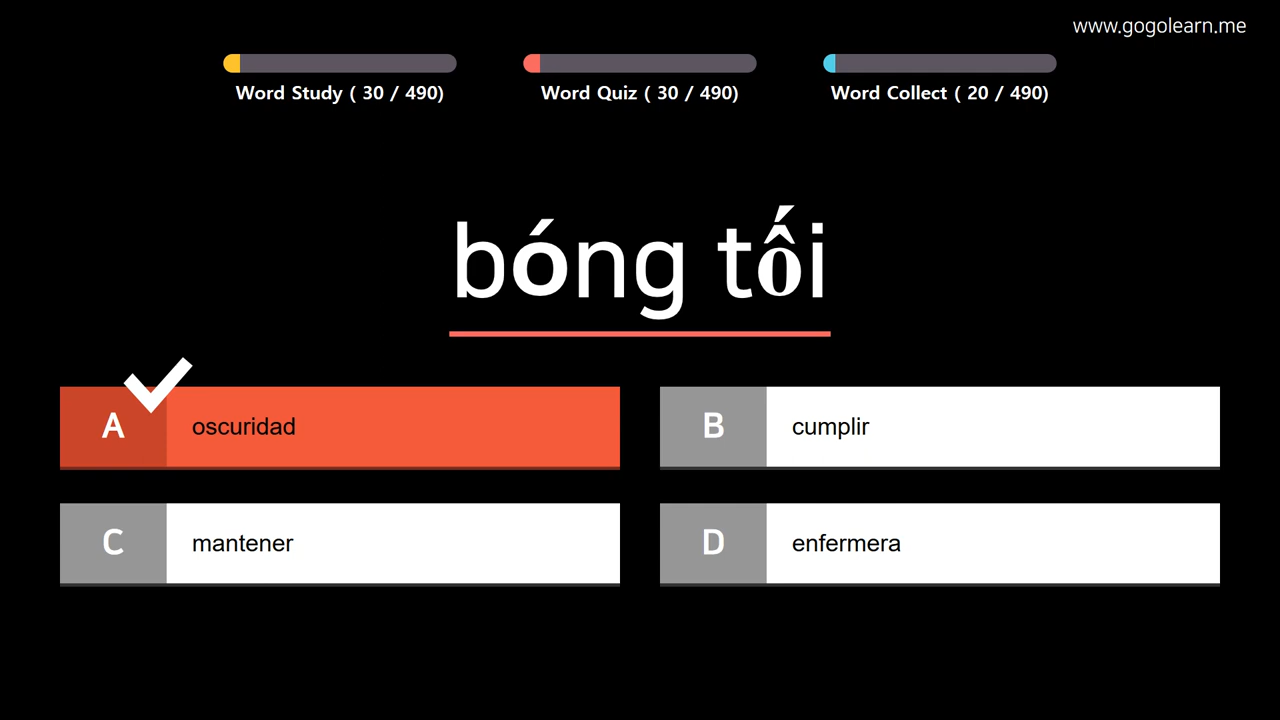 www.gogolearn.me
Word Study ( 30 / 490)
Word Quiz ( 30 / 490)
Word Collect ( 20 / 490)
bóng tối
A oscuridad
B cumplir
C mantener
D enfermera